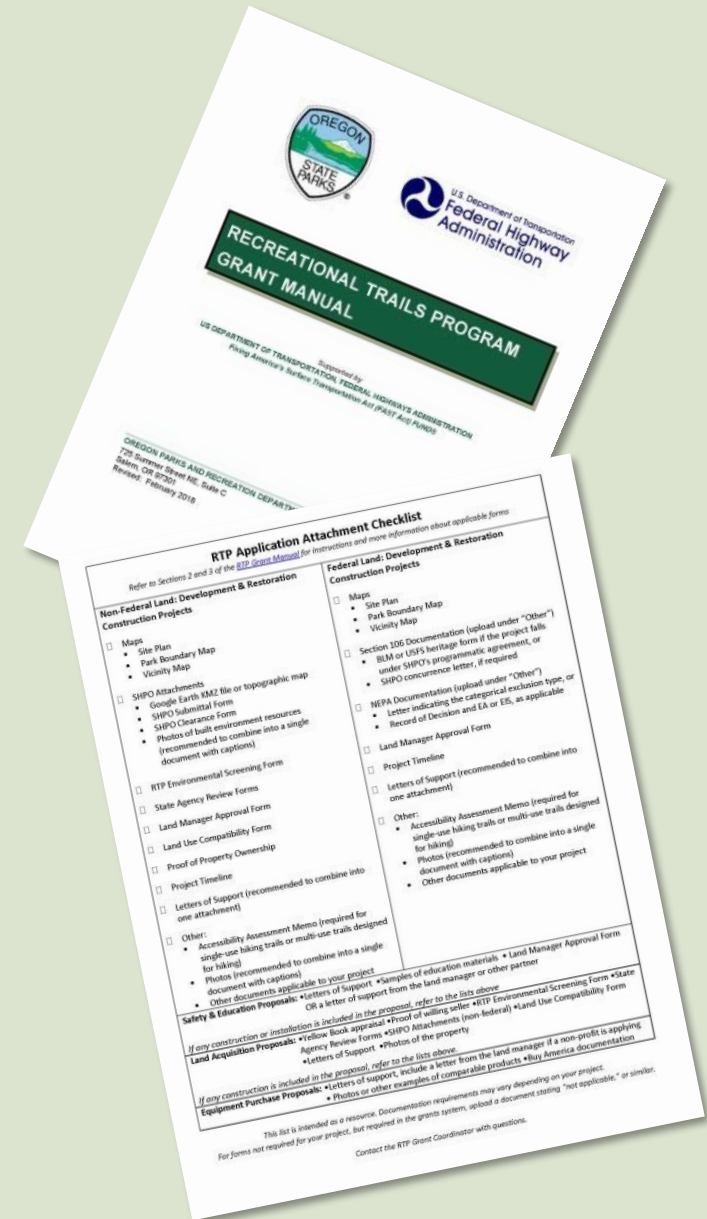 OREGON
STATE
PARKS
®
U.S. Department of Transportation
Federal Highway
Administration
RECREATIONAL TRAILS PROGRAM
GRANT MANUAL
Supported by
US DEPARTMENT OF TRANSPORTATION, FEDERAL HIGHWAYS ADMINISTRATION
Fixing America's Surface Transportation Act (FAST Act) FUNDS
OREGON PARKS AND RECREATION DEPARTM
725 Summer Street NE, Suite C
Salem, OR 97301
Revised: February 2018
RTP Application Attachment Checklist
Refer to Sections 2 and 3 of the RTP Grant Manual for instructions and more information about applicable forms
Non-Federal Land: Development & Restoration
Construction Projects
Maps
• Site Plan
• Park Boundary Map
• Vicinity Map
SHPO Attachments
• Google Earth KMZ file or topographic map
• SHPO Submittal Form
• SHPO Clearance Form
• Photos of built environment resources
(recommended to combine into a single
document with captions)
RTP Environmental Screening Form
State Agency Review Forms
Land Manager Approval Form
Land Use Compatibility Form
Proof of Property Ownership
Project Timeline
Letters of Support (recommended to combine into
one attachment)
Other:
• Accessibility Assessment Memo (required for
single-use hiking trails or multi-use trails designed
for hiking)
• Photos (recommended to combine into a single
document with captions)
• Other documents applicable to your project
Federal Land: Development & Restoration
Construction Projects
Maps
• Site Plan
• Park Boundary Map
• Vicinity Map
Section 106 Documentation (upload under "Other")
• BLM or USFS heritage form if the project falls
under SHPO's programmatic agreement, or
• SHPO concurrence letter, if required
NEPA Documentation (upload under "Other")
• Letter indicating the categorical exclusion type, or
• Record of Decision and EA or EIS, as applicable
Land Manager Approval Form
Project Timeline
Letters of Support (recommended to combine into
one attachment)
Other:
• Accessibility Assessment Memo (required for
single-use hiking trails or multi-use trails designed
for hiking)
• Photos (recommended to combine into a single
document with captions)
• Other documents applicable to your project
Safety & Education Proposals: •Letters of Support •Samples of education materials • Land Manager Approval Form
OR a letter of support from the land manager or other partner
If any construction or installation is included in the proposal, refer to the lists above
Land Acquisition Proposals: •Yellow Book appraisal •Proof of willing seller •RTP Environmental Screening Form •State
Agency Review Forms •SHPO Attachments (non-federal) •Land Use Compatibility Form
•Letters of Support •Photos of the property
If any construction is included in the proposal, refer to the lists above.
Equipment Purchase Proposals: •Letters of support, include a letter from the land manager if a non-profit is applying
• Photos or other examples of comparable products •Buy America documentation
This list is intended as a resource. Documentation requirements may vary depending on your project.
For forms not required for your project, but required in the grants system, upload a document stating "not applicable," or similar.
Contact the RTP Grant Coordinator with questions.